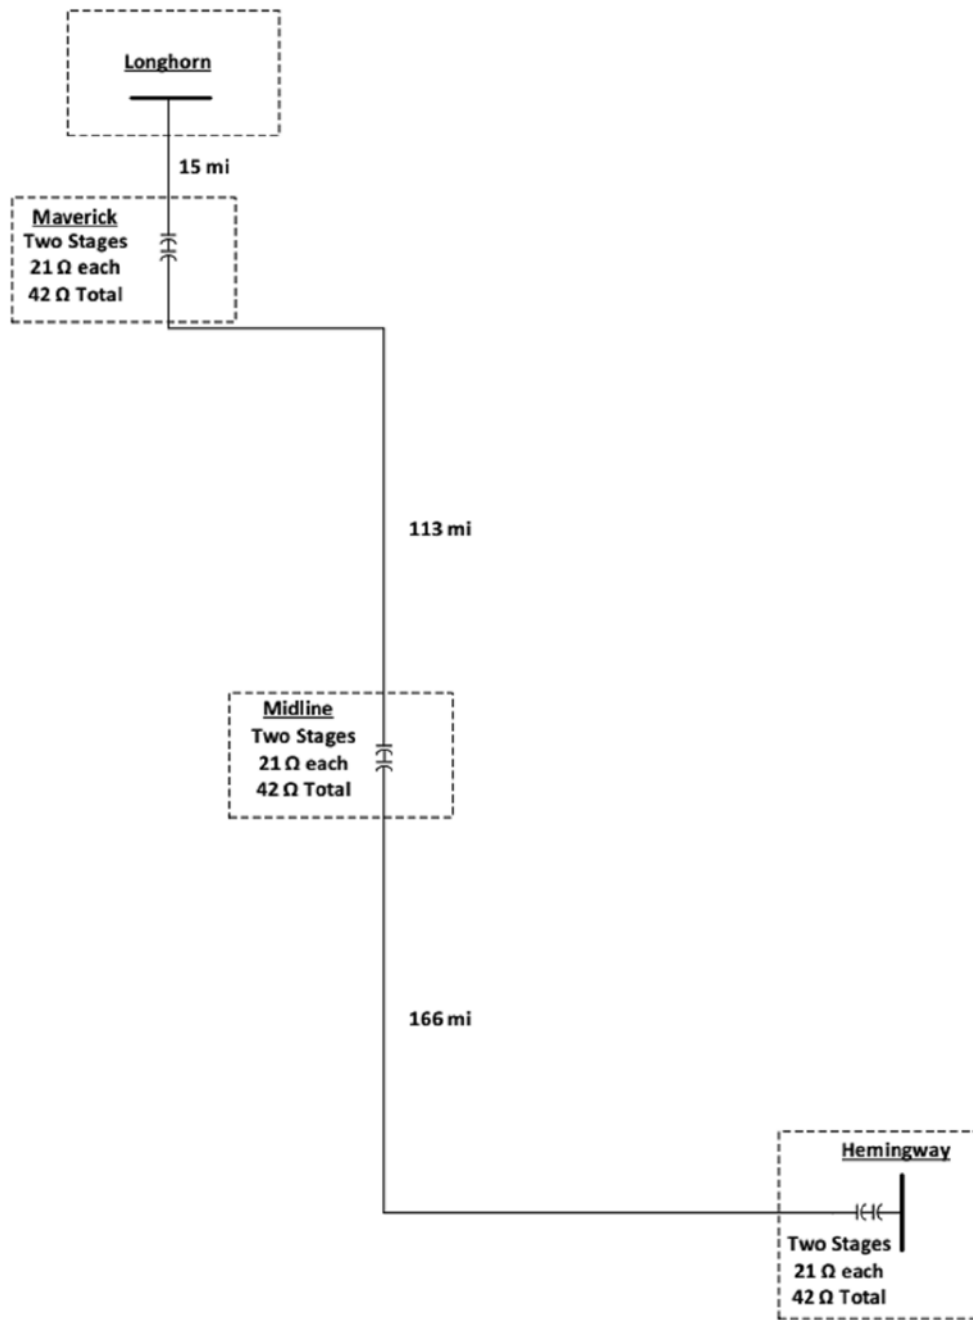 Longhorn
15 mi
Maverick
Two Stages
21 Ω each
42 Ω Total
113 mi
Midline
Two Stages
21 Ω each
42 Ω Total
166 mi
Hemingway
Two Stages
21 Ω each
42 Ω Total